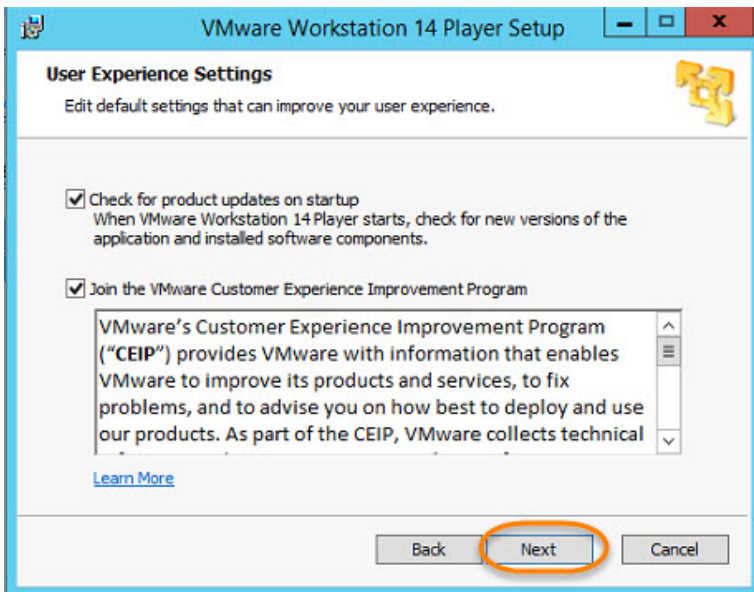 VMware Workstation 14 Player Setup
User Experience Settings
Edit default settings that can improve your user experience.
Check for product updates on startup
When VMware Workstation 14 Player starts, check for new versions of the
application and installed software components.
Join the VMware Customer Experience Improvement Program
VMware's Customer Experience Improvement Program
("CEIP") provides VMware with information that enables
VMware to improve its products and services, to fix
problems, and to advise you on how best to deploy and use
our products. As part of the CEIP, VMware collects technical
Learn More
Back Next Cancel